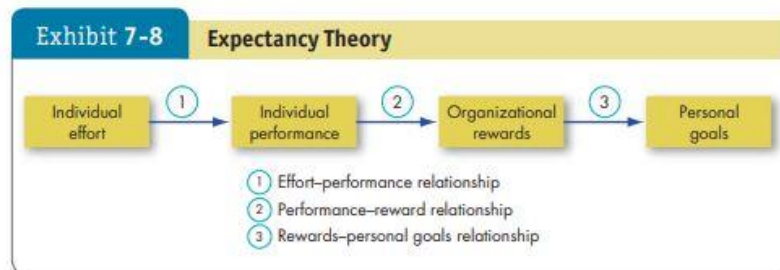 Exhibit 7-8 Expectancy Theory
1 2 3
Individual effort
Individual performance
Organizational rewards
Personal goals
1 Effort–performance relationship
2 Performance–reward relationship
3 Rewards–personal goals relationship